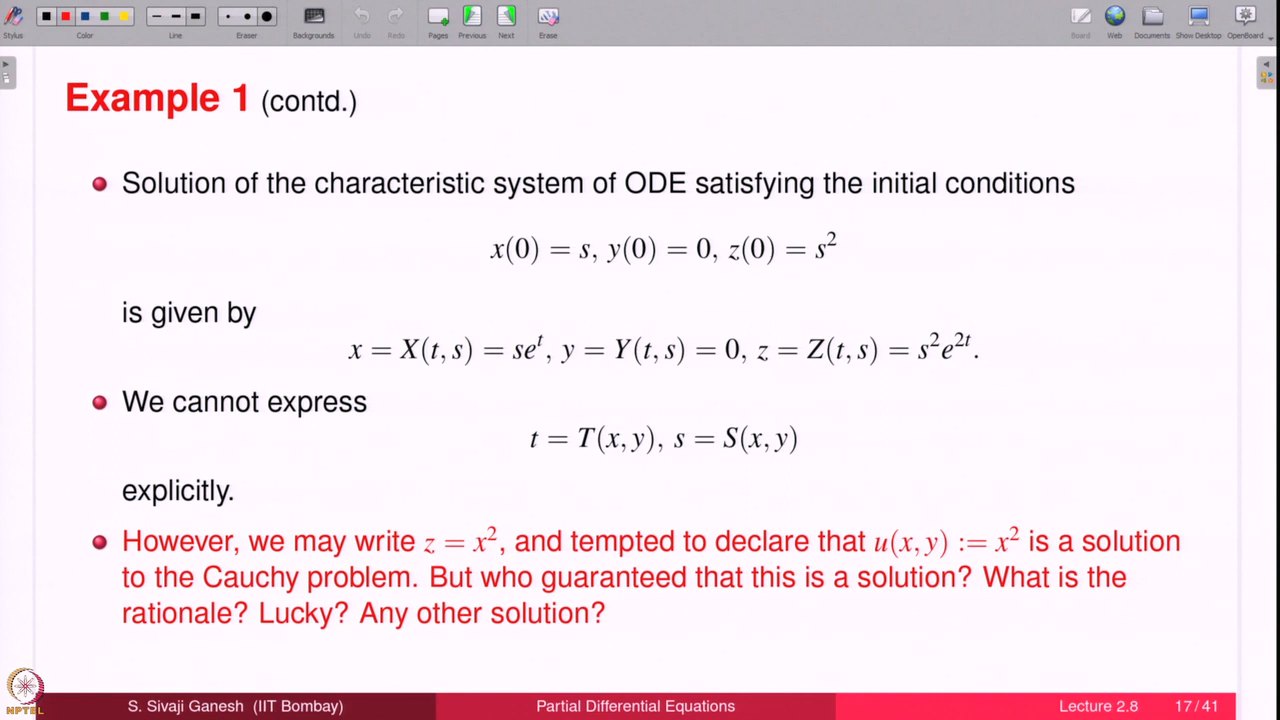 Stylus Color Line Eraser Backgrounds Undo Redo Pages Previous Next Erase Board Web Documents Show Desktop OpenBoard
Example 1 (contd.)
Solution of the characteristic system of ODE satisfying the initial conditions
x(0) = s, y(0) = 0, z(0) = s²
is given by
x = X(t, s) = seᵗ, y = Y(t, s) = 0, z = Z(t, s) = s²e²ᵗ.
We cannot express
t = T(x, y), s = S(x, y)
explicitly.
However, we may write z = x², and tempted to declare that u(x, y) := x² is a solution
to the Cauchy problem. But who guaranteed that this is a solution? What is the
rationale? Lucky? Any other solution?
NPTEL
S. Sivaji Ganesh (IIT Bombay) Partial Differential Equations Lecture 2.8 17/41